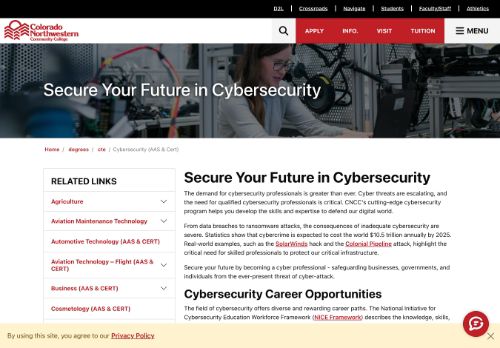 D2L Crossroads Navigate Students Faculty/Staff Athletics
Colorado
Northwestern
Community College
APPLY INFO. VISIT TUITION MENU
Secure Your Future in Cybersecurity
Home / degrees / cte / Cybersecurity (AAS & Cert)
RELATED LINKS
Agriculture
Aviation Maintenance Technology
Automotive Technology (AAS & CERT)
Aviation Technology – Flight (AAS &
CERT)
Business (AAS & CERT)
Cosmetology (AAS & CERT)
Secure Your Future in Cybersecurity
The demand for cybersecurity professionals is greater than ever. Cyber threats are escalating, and
the need for qualified cybersecurity professionals is critical. CNCC's cutting-edge cybersecurity
program helps you develop the skills and expertise to defend our digital world.
From data breaches to ransomware attacks, the consequences of inadequate cybersecurity are
severe. Statistics show that cybercrime is expected to cost the world $10.5 trillion annually by 2025.
Real-world examples, such as the SolarWinds hack and the Colonial Pipeline attack, highlight the
critical need for skilled professionals to protect our critical infrastructure.
Secure your future by becoming a cyber professional - safeguarding businesses, governments, and
individuals from the ever-present threat of cyber-attack.
Cybersecurity Career Opportunities
The field of cybersecurity offers diverse and rewarding career paths. The National Initiative for
Cybersecurity Education Workforce Framework (NICE Framework) describes the knowledge, skills,
By using this site, you agree to our Privacy Policy